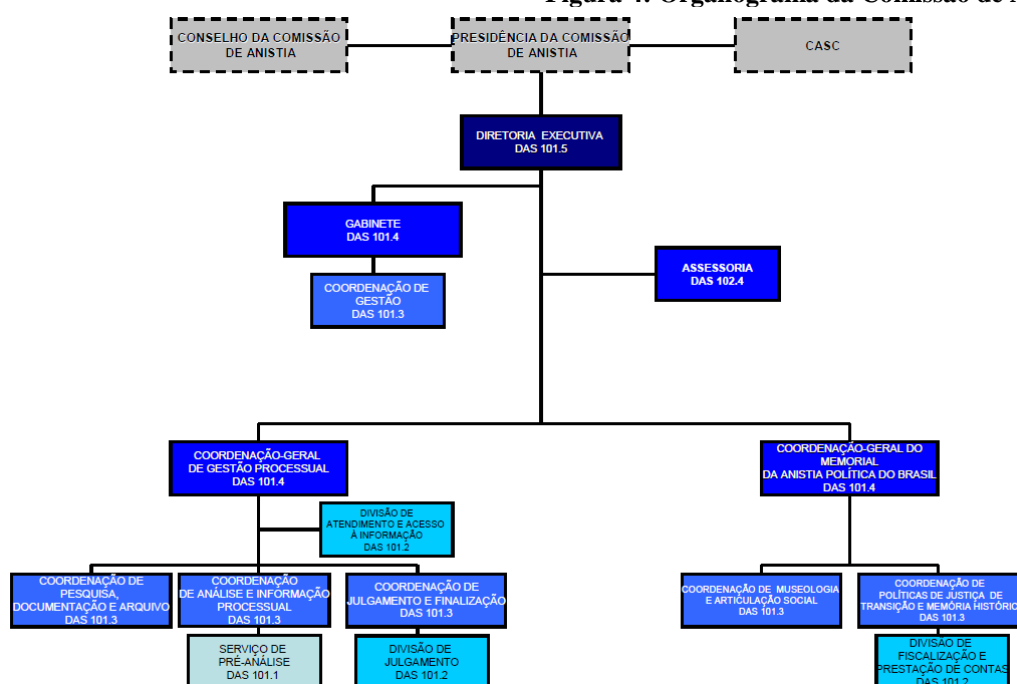 Figura 4: Organograma da Comissão de
CONSELHO DA COMISSÃO
DE ANISTIA
PRESIDÊNCIA DA COMISSÃO
DE ANISTIA
CASC
DIRETORIA EXECUTIVA
DAS 101.5
GABINETE
DAS 101.4
COORDENAÇÃO DE
GESTÃO
DAS 101.3
ASSESSORIA
DAS 102.4
COORDENAÇÃO-GERAL
DE GESTÃO PROCESSUAL
DAS 101.4
COORDENAÇÃO-GERAL DO
MEMORIAL
DA ANISTIA POLÍTICA DO BRASIL
DAS 101.4
DIVISÃO DE
ATENDIMENTO E ACESSO
À INFORMAÇÃO
DAS 101.2
COORDENAÇÃO DE
PESQUISA,
DOCUMENTAÇÃO E ARQUIVO
DAS 101.3
COORDENAÇÃO
DE ANÁLISE E INFORMAÇÃO
PROCESSUAL
DAS 101.3
COORDENAÇÃO DE
JULGAMENTO E FINALIZAÇÃO
DAS 101.3
COORDENAÇÃO DE MUSEOLOGIA
E ARTICULAÇÃO SOCIAL
DAS 101.3
COORDENAÇÃO DE
POLÍTICAS DE JUSTIÇA DE
TRANSIÇÃO E MEMÓRIA HISTÓRIC
DAS 101.3
SERVIÇO DE
PRÉ-ANÁLISE
DAS 101.1
DIVISÃO DE
JULGAMENTO
DAS 101.2
DIVISÃO DE
FISCALIZAÇÃO E
PRESTAÇÃO DE CONTAS
DAS 101.2